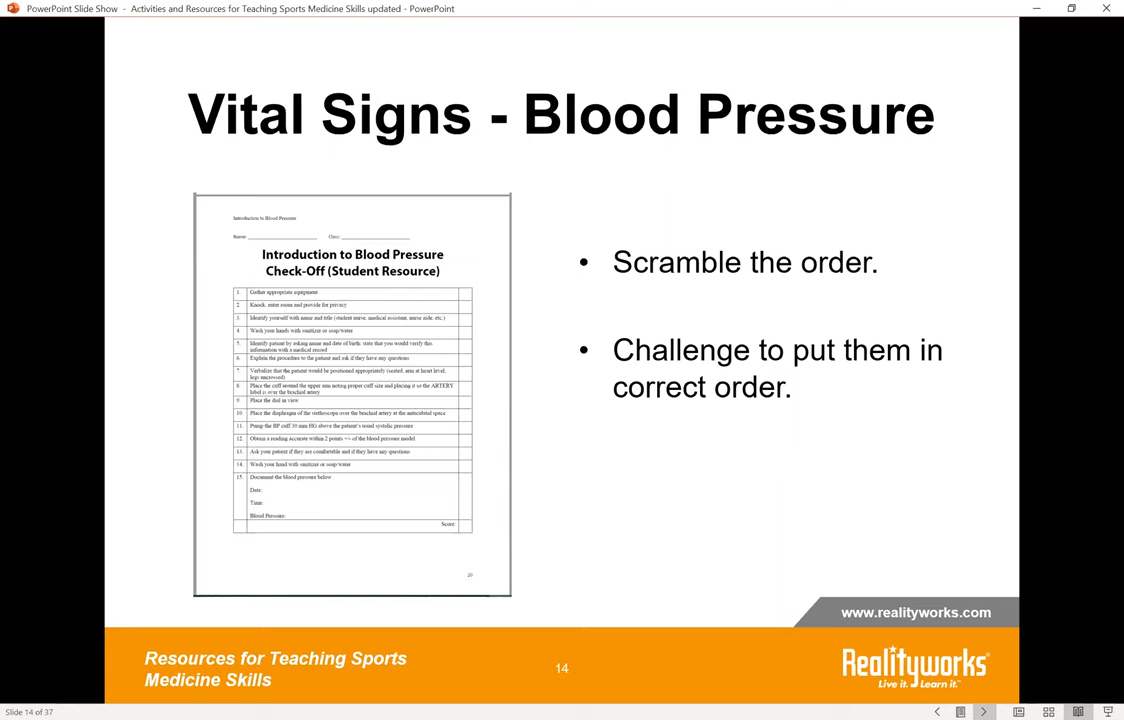 PowerPoint Slide Show - Activities and Resources for Teaching Sports Medicine Skills updated - PowerPoint
Vital Signs - Blood Pressure
Introduction to Blood Pressure
Name: ____________ Class: ____________
Introduction to Blood Pressure
Check-Off (Student Resource)
1. Gather appropriate equipment
2. Knock, enter room and provide for privacy
3. Identify yourself with name and title (student nurse, medical assistant, nurse aide, etc.)
4. Wash your hands with sanitizer or soap/water
5. Identify patient by asking name and date of birth; state that you would verify this
information with a medical record
6. Explain the procedure to the patient and ask if they have any questions
7. Verbalize that the patient would be positioned appropriately (seated, arm at heart level,
legs uncrossed)
8. Place the cuff around the upper arm noting proper cuff size and placing it so the ARTERY
label is over the brachial artery
9. Place the dial in view
10. Place the diaphragm of the stethoscope over the brachial artery at the antecubital space
11. Pump the BP cuff 30 mm HG above the patient's usual systolic pressure
12. Obtain a reading accurate within 2 points +/- of the blood pressure model
13. Ask your patient if they are comfortable and if they have any questions
14. Wash your hand with sanitizer or soap/water
15. Document the blood pressure below
Date:
Time:
Blood Pressure:
Score:
20
• Scramble the order.
• Challenge to put them in
correct order.
www.realityworks.com
Resources for Teaching Sports
Medicine Skills
14
Realityworks
Live it. Learn it.™
Slide 14 of 37